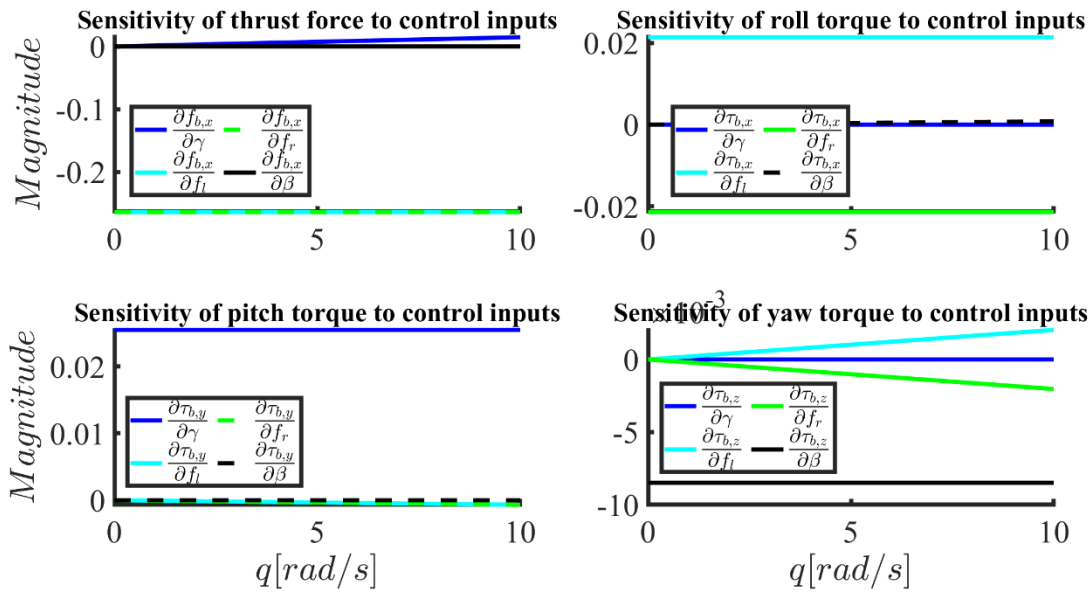 Sensitivity of thrust force to control inputs
Magnitude
0
-0.1
-0.2
∂f_{b,x}/∂γ ∂f_{b,x}/∂f_r
∂f_{b,x}/∂f_l ∂f_{b,x}/∂β
0 5 10
Sensitivity of roll torque to control inputs
0.02
0
-0.02
∂τ_{b,x}/∂γ ∂τ_{b,x}/∂f_r
∂τ_{b,x}/∂f_l ∂τ_{b,x}/∂β
0 5 10
Sensitivity of pitch torque to control inputs
Magnitude
0.02
0.01
0
∂τ_{b,y}/∂γ ∂τ_{b,y}/∂f_r
∂τ_{b,y}/∂f_l ∂τ_{b,y}/∂β
0 5 10
q[rad/s]
Sensitivity of yaw torque to control inputs
×10^{-3}
0
-5
-10
∂τ_{b,z}/∂γ ∂τ_{b,z}/∂f_r
∂τ_{b,z}/∂f_l ∂τ_{b,z}/∂β
0 5 10
q[rad/s]